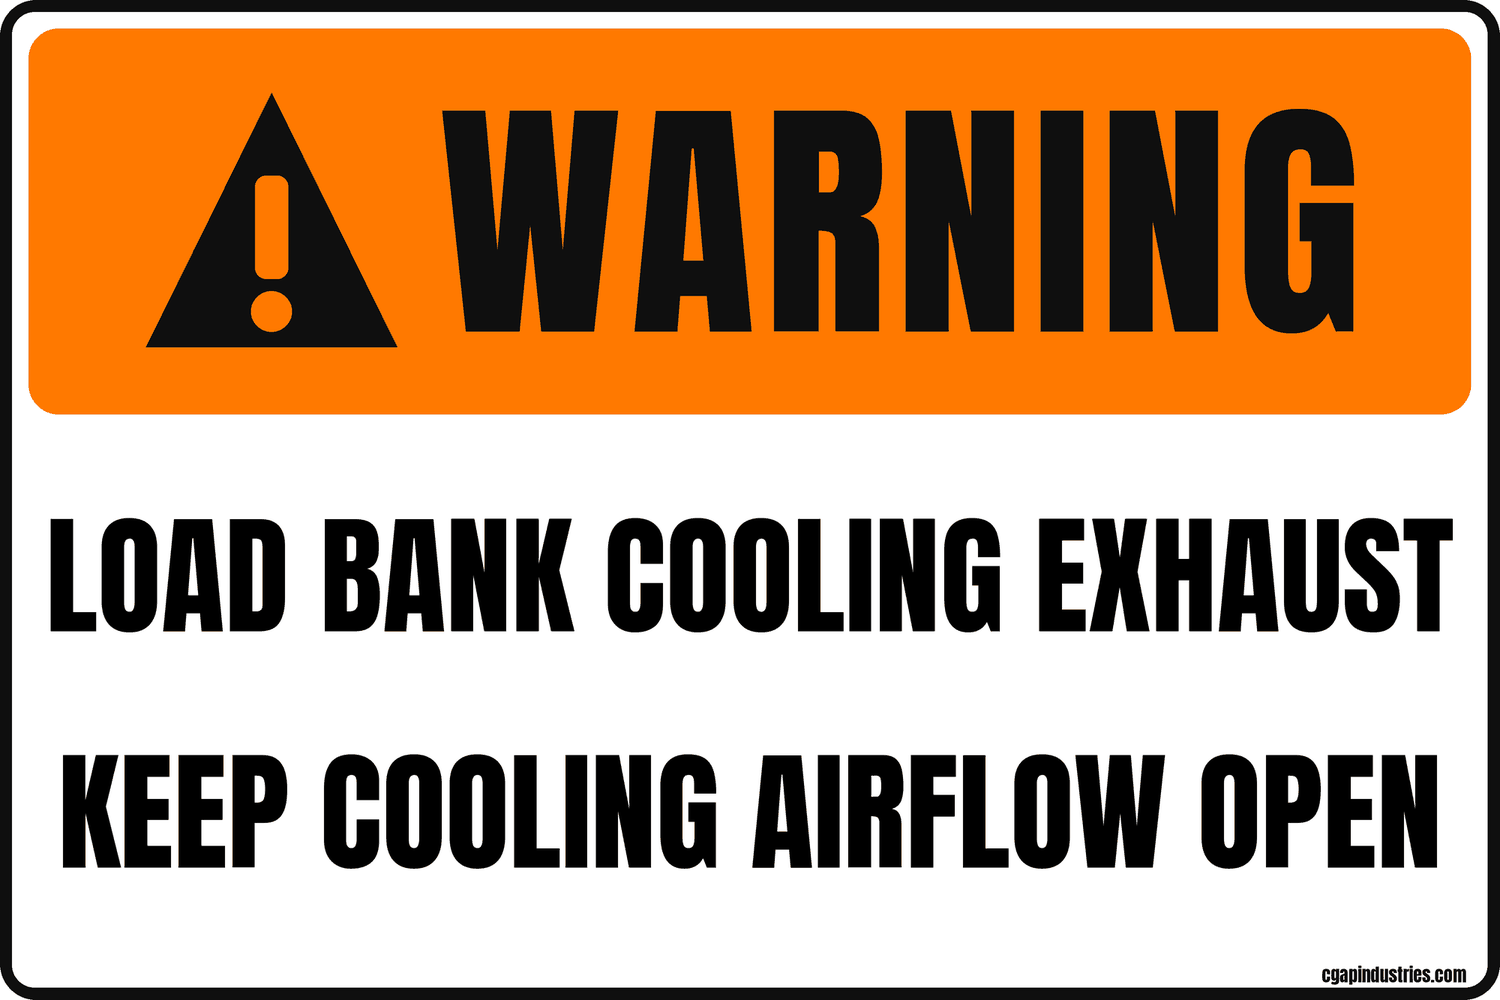 WARNING
LOAD BANK COOLING EXHAUST
KEEP COOLING AIRFLOW OPEN
cgapindustries.com